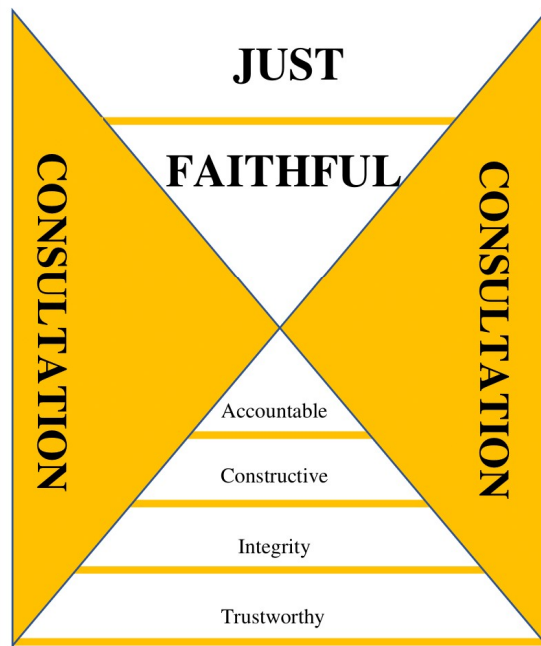 JUST
FAITHFUL
CONSULTATION
CONSULTATION
Accountable
Constructive
Integrity
Trustworthy